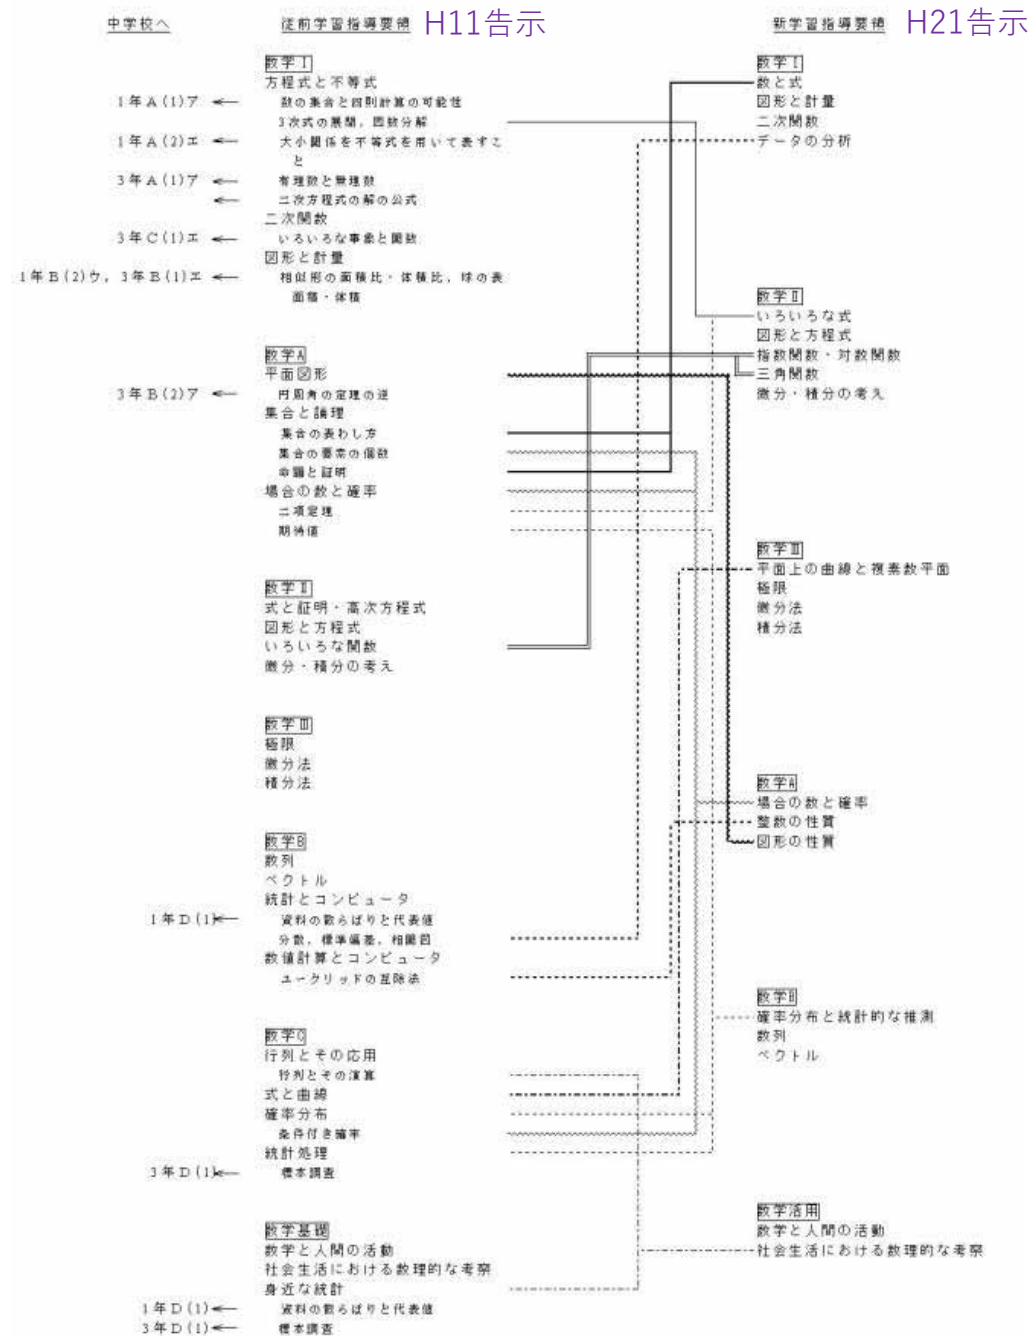 中学校へ
従前学習指導要領 H11告示
新学習指導要領 H21告示
数学Ⅰ
方程式と不等式
1年A(1)ア ← 数の集合と四則計算の可能性
3次式の展開,因数分解
1年A(2)エ ← 大小関係を不等式を用いて表すこ
と
3年A(1)ア ← 有理数と無理数
← 二次方程式の解の公式
二次関数
3年C(1)エ ← いろいろな事象と関数
図形と計量
1年B(2)ウ,3年B(1)エ ← 相似形の面積比・体積比,球の表
面積・体積
数学A
平面図形
3年B(2)ア ← 円周角の定理の逆
集合と論理
集合の表わし方
集合の要素の個数
命題と証明
場合の数と確率
二項定理
期待値
数学Ⅱ
式と証明・高次方程式
図形と方程式
いろいろな関数
微分・積分の考え
数学Ⅲ
極限
微分法
積分法
数学B
数列
ベクトル
統計とコンピュータ
1年D(1)← 資料の散らばりと代表値
分散,標準偏差,相関図
数値計算とコンピュータ
ユークリッドの互除法
数学C
行列とその応用
行列とその演算
式と曲線
確率分布
条件付き確率
統計処理
3年D(1)← 標本調査
数学基礎
数学と人間の活動
社会生活における数理的な考察
身近な統計
1年D(1)← 資料の散らばりと代表値
3年D(1)← 標本調査
数学Ⅰ
数と式
図形と計量
二次関数
データの分析
数学Ⅱ
いろいろな式
図形と方程式
指数関数・対数関数
三角関数
微分・積分の考え
数学Ⅲ
平面上の曲線と複素数平面
極限
微分法
積分法
数学A
場合の数と確率
整数の性質
図形の性質
数学B
確率分布と統計的な推測
数列
ベクトル
数学活用
数学と人間の活動
社会生活における数理的な考察